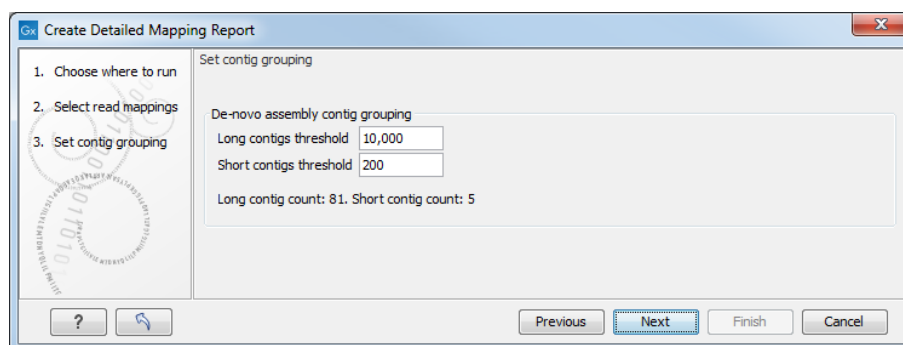 Gx Create Detailed Mapping Report
1. Choose where to run
2. Select read mappings
3. Set contig grouping
Set contig grouping
De-novo assembly contig grouping
Long contigs threshold 10,000
Short contigs threshold 200
Long contig count: 81. Short contig count: 5
? Previous Next Finish Cancel